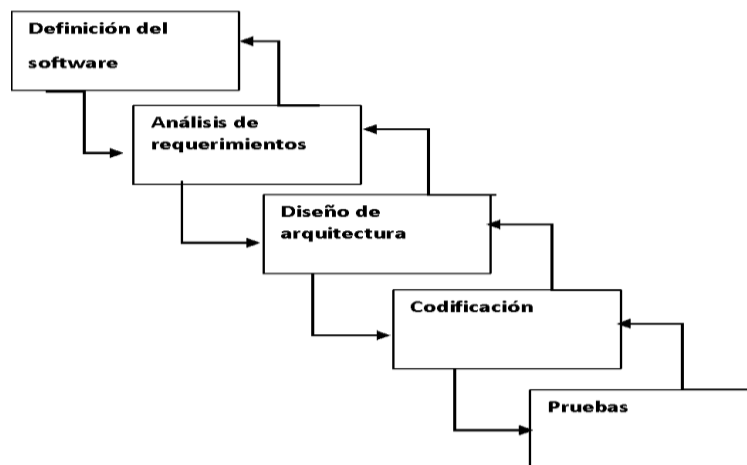 Definición del
software
Análisis de
requerimientos
Diseño de
arquitectura
Codificación
Pruebas